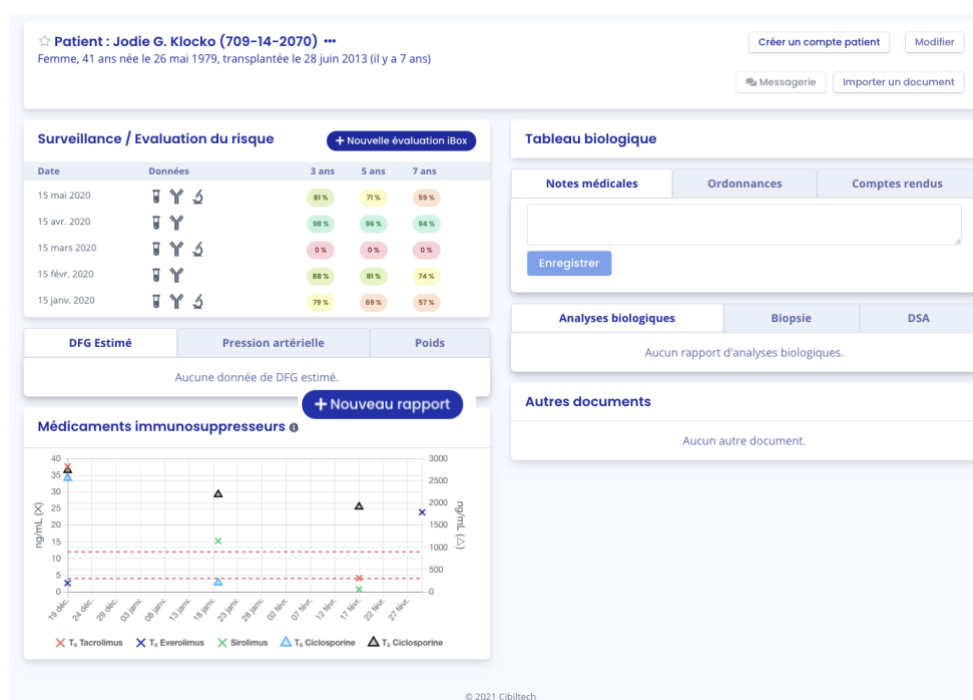 Patient : Jodie G. Klocko (709-14-2070) •••
Femme, 41 ans née le 26 mai 1979, transplantée le 28 juin 2013 (il y a 7 ans)
Créer un compte patient
Modifier
Messagerie
Importer un document
Surveillance / Evaluation du risque
+ Nouvelle évaluation iBox
Date Données 3 ans 5 ans 7 ans
15 mai 2020 81 % 71 % 59 %
15 avr. 2020 98 % 96 % 94 %
15 mars 2020 0 % 0 % 0 %
15 févr. 2020 88 % 81 % 74 %
15 janv. 2020 79 % 69 % 57 %
DFG Estimé Pression artérielle Poids
Aucune donnée de DFG estimé.
+ Nouveau rapport
Médicaments immunosuppresseurs
ng/mL (X)
40
35
30
25
20
15
10
5
0
3000
2500
2000
1500
1000
500
0
ng/mL (△)
19 déc. 24 déc. 29 déc. 03 janv. 08 janv. 13 janv. 18 janv. 23 janv. 28 janv. 02 févr. 07 févr. 12 févr. 17 févr. 22 févr. 27 févr.
T₀ Tacrolimus T₀ Everolimus Sirolimus T₀ Ciclosporine T₂ Ciclosporine
Tableau biologique
Notes médicales Ordonnances Comptes rendus
Enregistrer
Analyses biologiques Biopsie DSA
Aucun rapport d'analyses biologiques.
Autres documents
Aucun autre document.
© 2021 Cibiltech